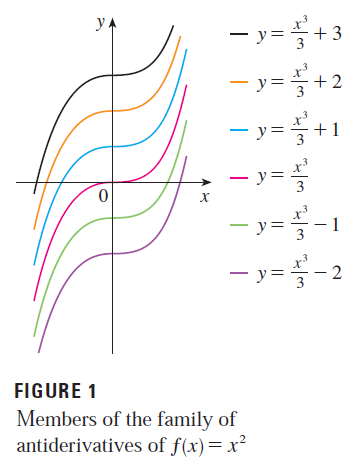 y
y = x³/3 + 3
y = x³/3 + 2
y = x³/3 + 1
y = x³/3
y = x³/3 − 1
y = x³/3 − 2
0
x
FIGURE 1
Members of the family of
antiderivatives of f(x) = x²